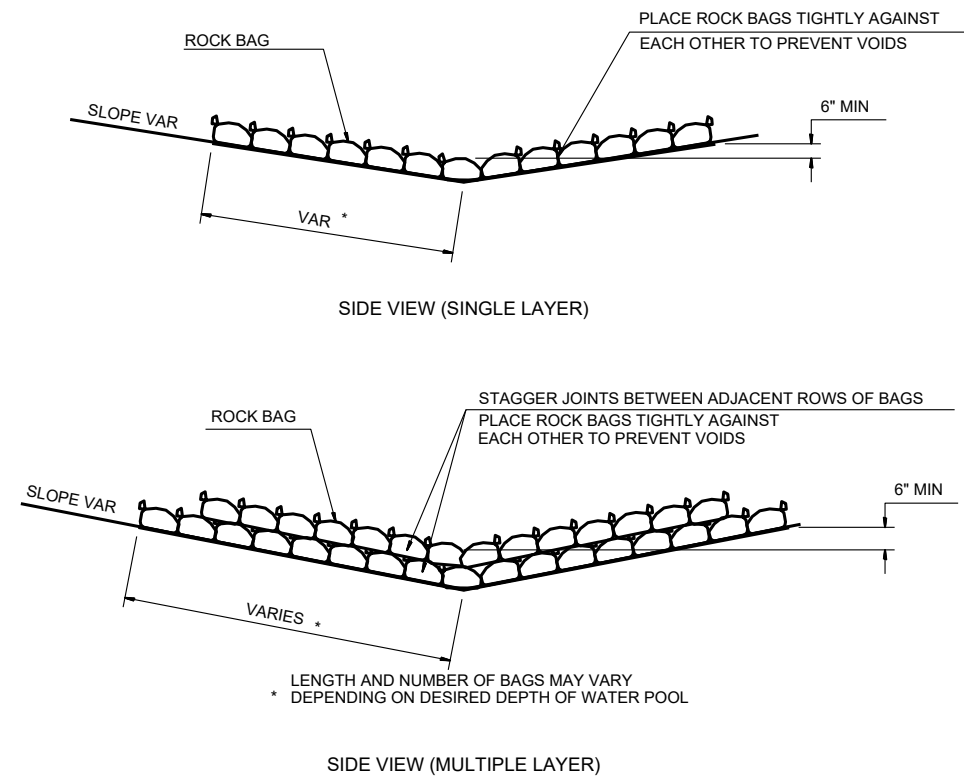 PLACE ROCK BAGS TIGHTLY AGAINST
EACH OTHER TO PREVENT VOIDS
ROCK BAG
6" MIN
SLOPE VAR
VAR *
SIDE VIEW (SINGLE LAYER)
STAGGER JOINTS BETWEEN ADJACENT ROWS OF BAGS
PLACE ROCK BAGS TIGHTLY AGAINST
EACH OTHER TO PREVENT VOIDS
ROCK BAG
6" MIN
SLOPE VAR
VARIES *
LENGTH AND NUMBER OF BAGS MAY VARY
* DEPENDING ON DESIRED DEPTH OF WATER POOL
SIDE VIEW (MULTIPLE LAYER)